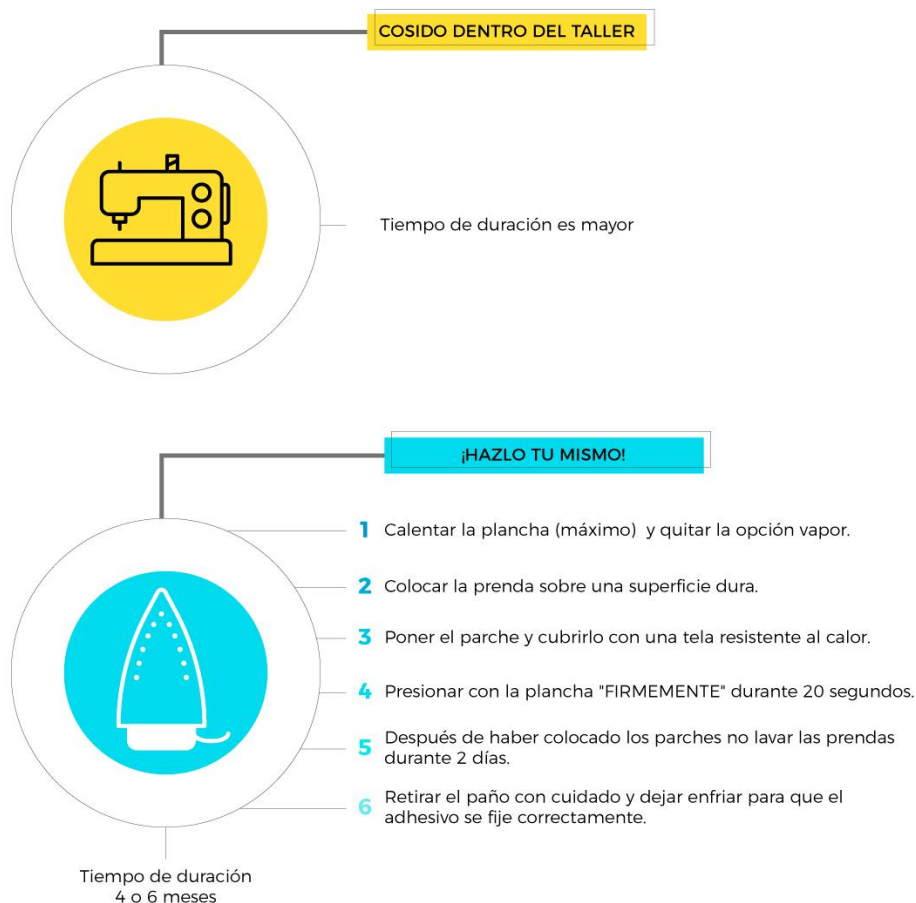 COSIDO DENTRO DEL TALLER
Tiempo de duración es mayor
¡HAZLO TU MISMO!
1 Calentar la plancha (máximo) y quitar la opción vapor.
2 Colocar la prenda sobre una superficie dura.
3 Poner el parche y cubrirlo con una tela resistente al calor.
4 Presionar con la plancha "FIRMEMENTE" durante 20 segundos.
5 Después de haber colocado los parches no lavar las prendas
durante 2 días.
6 Retirar el paño con cuidado y dejar enfriar para que el
adhesivo se fije correctamente.
Tiempo de duración
4 o 6 meses